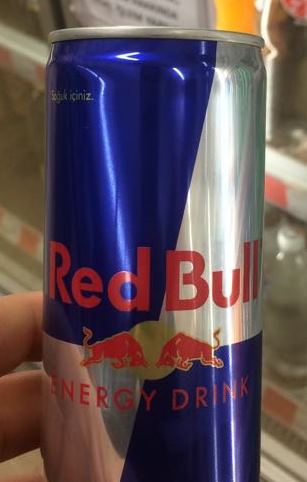 Soğuk içiniz.
Red Bull
ENERGY DRINK